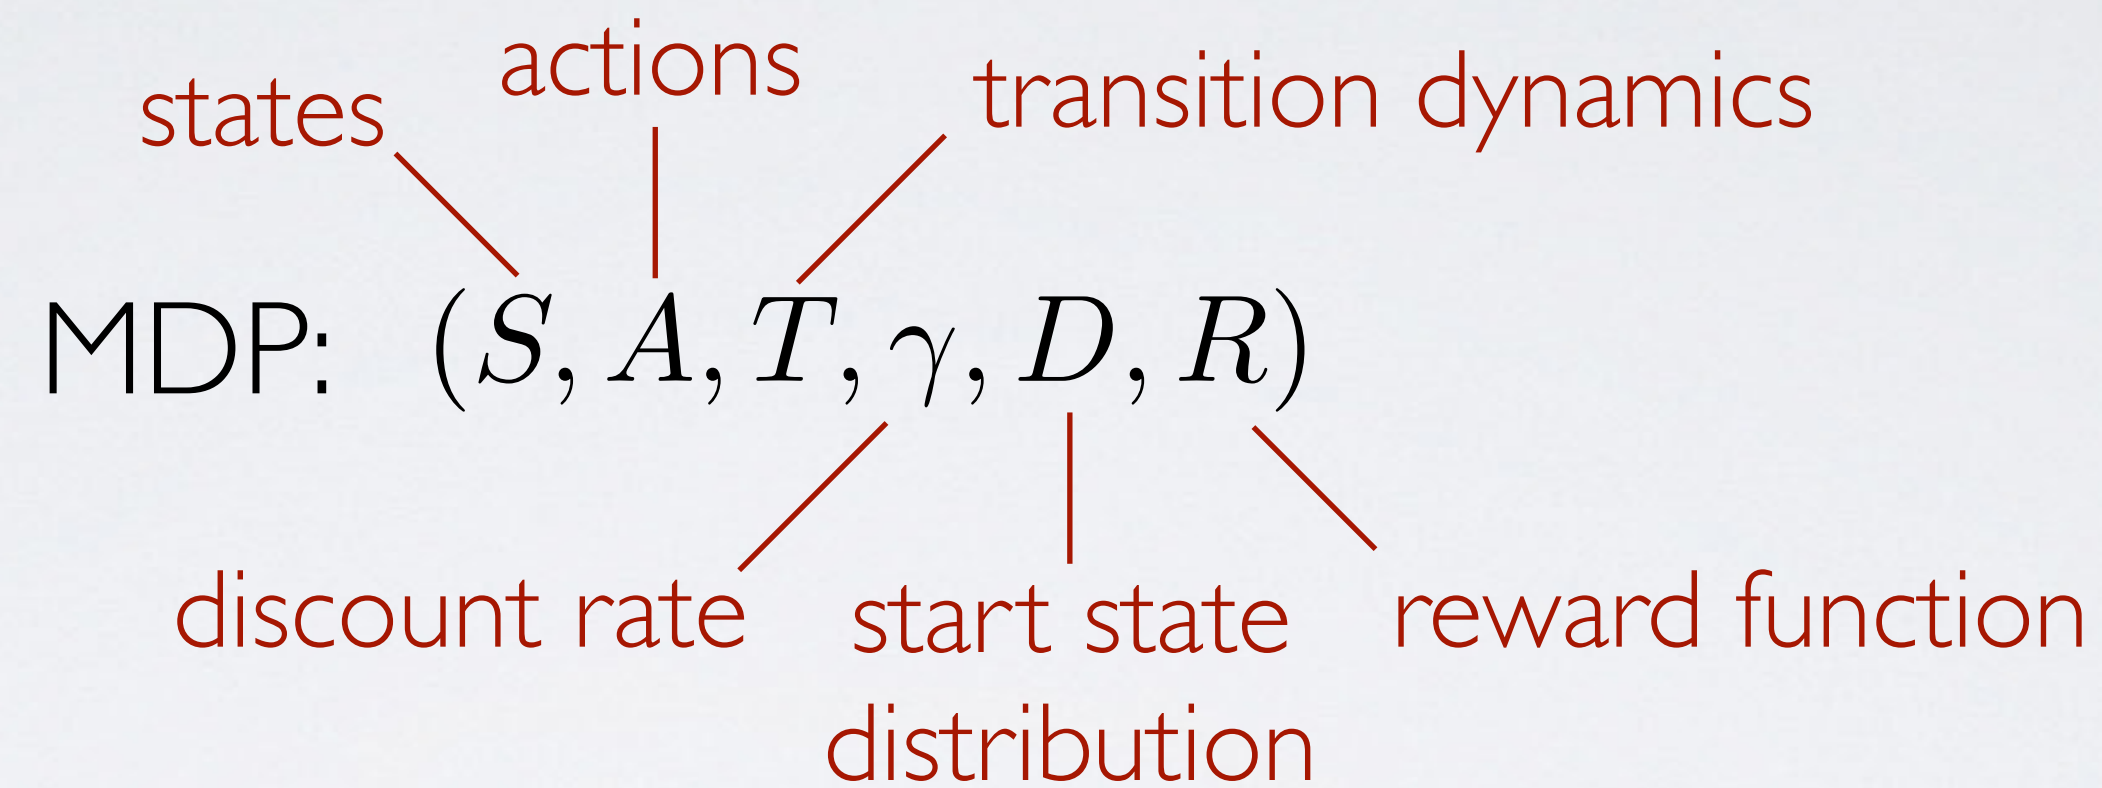 actions
states
transition dynamics
MDP: (S, A, T, γ, D, R)
discount rate
start state
distribution
reward function